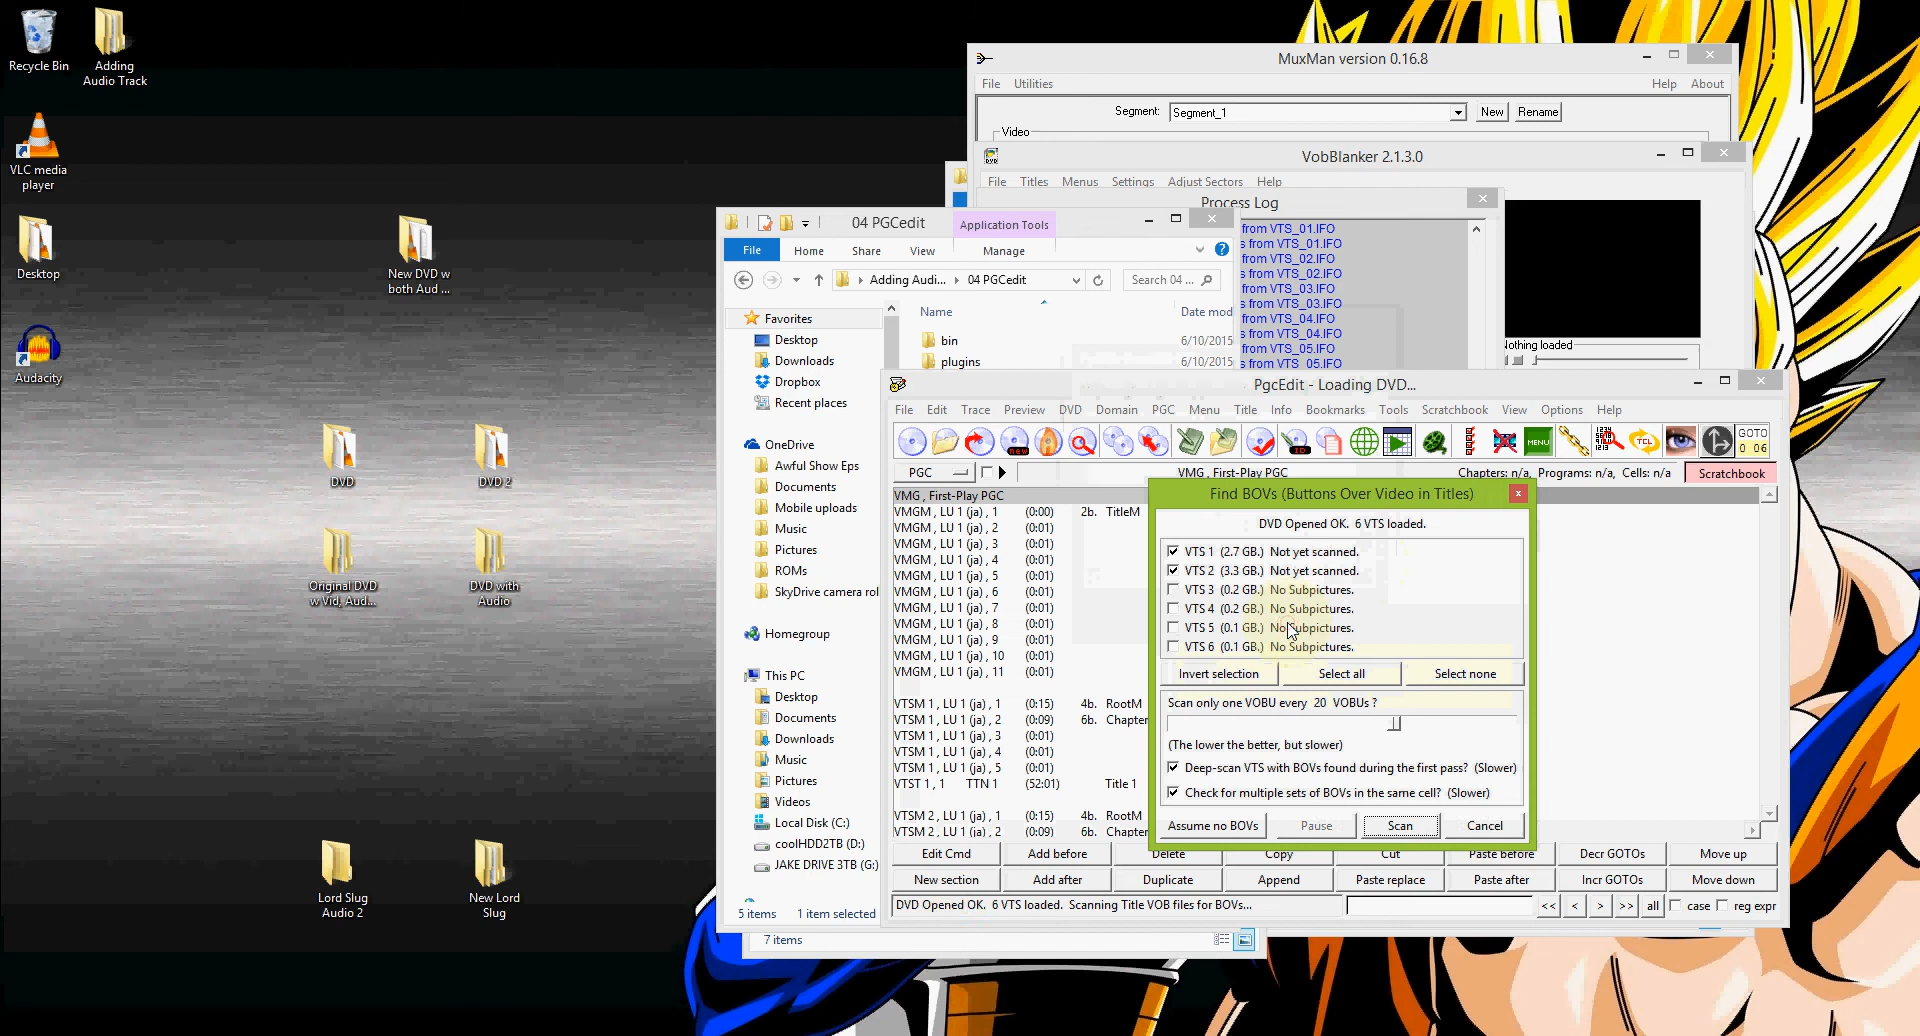 Recycle Bin
Adding
Audio Track
VLC media
player
Desktop
Audacity
New DVD w
both Aud ...
DVD
DVD 2
Original DVD
w Vid, Aud...
DVD with
Audio
Lord Slug
Audio 2
New Lord
Slug
MuxMan version 0.16.8
File Utilities Help About
Segment: Segment_1 New Rename
Video
VobBlanker 2.1.3.0
File Titles Menus Settings Adjust Sectors Help
Process Log
from VTS_01.IFO
s from VTS_01.IFO
from VTS_02.IFO
s from VTS_02.IFO
from VTS_03.IFO
s from VTS_03.IFO
from VTS_04.IFO
s from VTS_04.IFO
from VTS_05.IFO
s from VTS_05.IFO
Nothing loaded
04 PGCedit Application Tools
File Home Share View Manage
Adding Audi... 04 PGCedit Search 04 ...
Name Date mod
bin 6/10/2015
plugins 6/10/2015
Favorites
Desktop
Downloads
Dropbox
Recent places
OneDrive
Awful Show Eps
Documents
Mobile uploads
Music
Pictures
ROMs
SkyDrive camera rol
Homegroup
This PC
Desktop
Documents
Downloads
Music
Pictures
Videos
Local Disk (C:)
coolHDD2TB (D:)
JAKE DRIVE 3TB (G:)
5 items 1 item selected
7 items
PgcEdit - Loading DVD...
File Edit Trace Preview DVD Domain PGC Menu Title Info Bookmarks Tools Scratchbook View Options Help
new ID MENU TCL GOTO
0 06
PGC VMG , First-Play PGC Chapters: n/a, Programs: n/a, Cells: n/a Scratchbook
VMG , First-Play PGC
VMGM , LU 1 (ja) , 1 (0:00) 2b. TitleM
VMGM , LU 1 (ja) , 2 (0:01)
VMGM , LU 1 (ja) , 3 (0:01)
VMGM , LU 1 (ja) , 4 (0:01)
VMGM , LU 1 (ja) , 5 (0:01)
VMGM , LU 1 (ja) , 6 (0:01)
VMGM , LU 1 (ja) , 7 (0:01)
VMGM , LU 1 (ja) , 8 (0:01)
VMGM , LU 1 (ja) , 9 (0:01)
VMGM , LU 1 (ja) , 10 (0:01)
VMGM , LU 1 (ja) , 11 (0:01)
VTSM 1 , LU 1 (ja) , 1 (0:15) 4b. RootM
VTSM 1 , LU 1 (ja) , 2 (0:09) 6b. Chapter
VTSM 1 , LU 1 (ja) , 3 (0:01)
VTSM 1 , LU 1 (ja) , 4 (0:01)
VTSM 1 , LU 1 (ja) , 5 (0:01)
VTST 1 , 1 TTN 1 (52:01) Title 1
VTSM 2 , LU 1 (ja) , 1 (0:15) 4b. RootM
VTSM 2 , LU 1 (ja) , 2 (0:09) 6b. Chapter
Find BOVs (Buttons Over Video in Titles)
DVD Opened OK. 6 VTS loaded.
VTS 1 (2.7 GB.) Not yet scanned.
VTS 2 (3.3 GB.) Not yet scanned.
VTS 3 (0.2 GB.) No Subpictures.
VTS 4 (0.2 GB.) No Subpictures.
VTS 5 (0.1 GB.) No Subpictures.
VTS 6 (0.1 GB.) No Subpictures.
Invert selection Select all Select none
Scan only one VOBU every 20 VOBUs ?
(The lower the better, but slower)
Deep-scan VTS with BOVs found during the first pass? (Slower)
Check for multiple sets of BOVs in the same cell? (Slower)
Assume no BOVs Pause Scan Cancel
Edit Cmd Add before Delete Copy Cut Paste before Decr GOTOs Move up
New section Add after Duplicate Append Paste replace Paste after Incr GOTOs Move down
DVD Opened OK. 6 VTS loaded. Scanning Title VOB files for BOVs... << < > >> all case reg expr